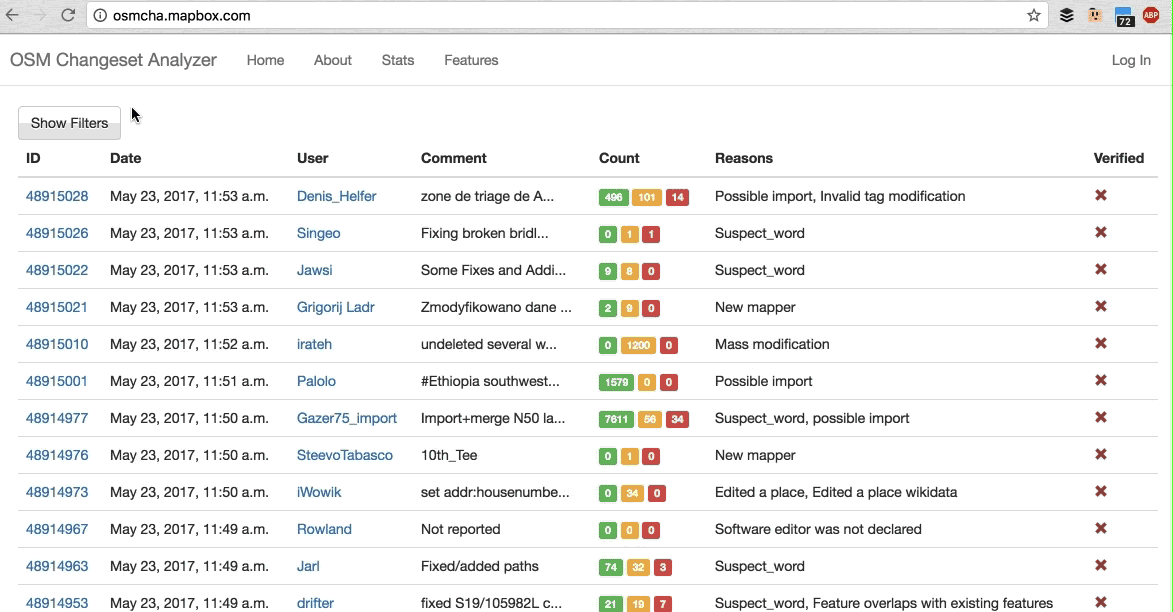 osmcha.mapbox.com
72
ABP
OSM Changeset Analyzer Home About Stats Features Log In
Show Filters
ID Date User Comment Count Reasons Verified
48915028 May 23, 2017, 11:53 a.m. Denis_Helfer zone de triage de A... 496 101 14 Possible import, Invalid tag modification
48915026 May 23, 2017, 11:53 a.m. Singeo Fixing broken bridl... 0 1 1 Suspect_word
48915022 May 23, 2017, 11:53 a.m. Jawsi Some Fixes and Addi... 9 8 0 Suspect_word
48915021 May 23, 2017, 11:53 a.m. Grigorij Ladr Zmodyfikowano dane ... 2 9 0 New mapper
48915010 May 23, 2017, 11:52 a.m. irateh undeleted several w... 0 1200 0 Mass modification
48915001 May 23, 2017, 11:51 a.m. Palolo #Ethiopia southwest... 1579 0 0 Possible import
48914977 May 23, 2017, 11:50 a.m. Gazer75_import Import+merge N50 la... 7611 56 34 Suspect_word, possible import
48914976 May 23, 2017, 11:50 a.m. SteevoTabasco 10th_Tee 0 1 0 New mapper
48914973 May 23, 2017, 11:50 a.m. iWowik set addr:housenumbe... 0 34 0 Edited a place, Edited a place wikidata
48914967 May 23, 2017, 11:49 a.m. Rowland Not reported 0 0 0 Software editor was not declared
48914963 May 23, 2017, 11:49 a.m. Jarl Fixed/added paths 74 32 3 Suspect_word
48914953 May 23, 2017, 11:49 a.m. drifter fixed S19/105982L c... 21 19 7 Suspect_word, Feature overlaps with existing features